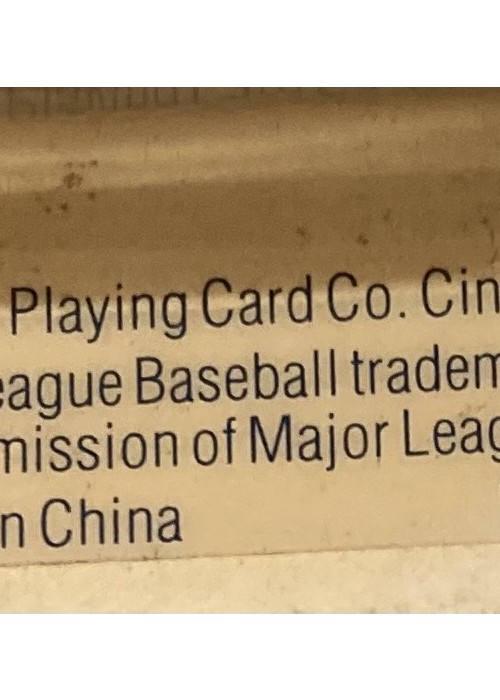 Playing Card Co. Cin
eague Baseball tradem
mission of Major Leag
n China